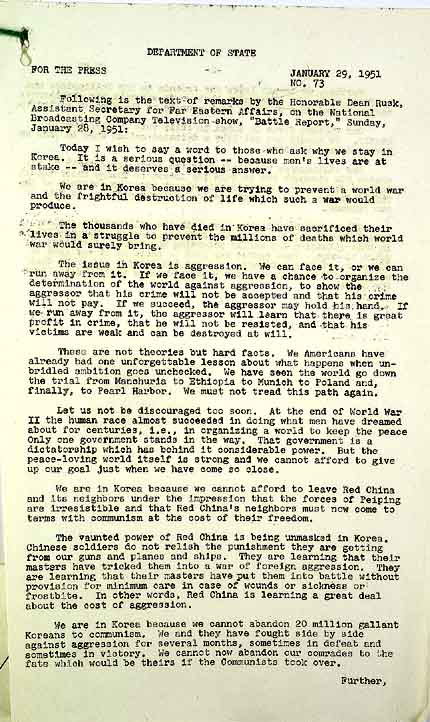 DEPARTMENT OF STATE
FOR THE PRESS
JANUARY 29, 1951
NO. 73
Following is the text of remarks by the Honorable Dean Rusk,
Assistant Secretary for Far Eastern Affairs, on the National
Broadcasting Company Television show, "Battle Report," Sunday,
January 28, 1951:
Today I wish to say a word to those who ask why we stay in
Korea. It is a serious question -- because men's lives are at
stake -- and it deserves a serious answer.
We are in Korea because we are trying to prevent a world war
and the frightful destruction of life which such a war would
produce.
The thousands who have died in Korea have sacrificed their
lives in a struggle to prevent the millions of deaths which world
war would surely bring.
The issue in Korea is aggression. We can face it, or we can
run away from it. If we face it, we have a chance to organize the
determination of the world against aggression, to show the
aggressor that his crime will not be accepted and that his crime
will not pay. If we succeed, the aggressor may hold his hand. If
we run away from it, the aggressor will learn that there is great
profit in crime, that he will not be resisted, and that his
victims are weak and can be destroyed at will.
These are not theories but hard facts. We Americans have
already had one unforgettable lesson about what happens when un-
bridled ambition goes unchecked. We have seen the world go down
the trial from Manchuria to Ethiopia to Munich to Poland and,
finally, to Pearl Harbor. We must not tread this path again.
Let us not be discouraged too soon. At the end of World War
II the human race almost succeeded in doing what men have dreamed
about for centuries, i.e., in organizing a world to keep the peace
Only one government stands in the way. That government is a
dictatorship which has behind it considerable power. But the
peace-loving world itself is strong and we cannot afford to give
up our goal just when we have come so close.
We are in Korea because we cannot afford to leave Red China
and its neighbors under the impression that the forces of Peiping
are irresistible and that Red China's neighbors must now come to
terms with communism at the cost of their freedom.
The vaunted power of Red China is being unmasked in Korea.
Chinese soldiers do not relish the punishment they are getting
from our guns and planes and ships. They are learning that their
masters have tricked them into a war of foreign aggression. They
are learning that their masters have put them into battle without
provision for minimum care in case of wounds or sickness or
frostbite. In other words, Red China is learning a great deal
about the cost of aggression.
We are in Korea because we cannot abandon 20 million gallant
Koreans to communism. We and they have fought side by side
against aggression for several months, sometimes in defeat and
sometimes in victory. We cannot now abandon our comrades to the
fate which would be theirs if the Communists took over.
Further,